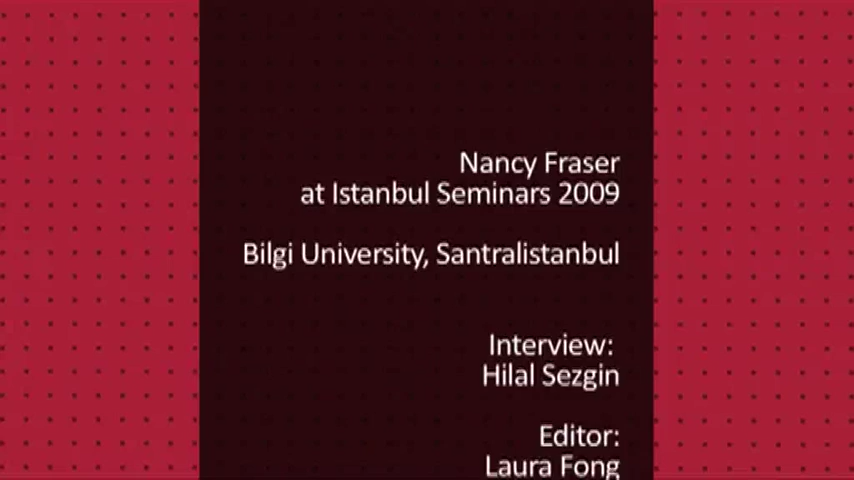 Nancy Fraser
at Istanbul Seminars 2009
Bilgi University, Santralistanbul
Interview:
Hilal Sezgin
Editor:
Laura Fong